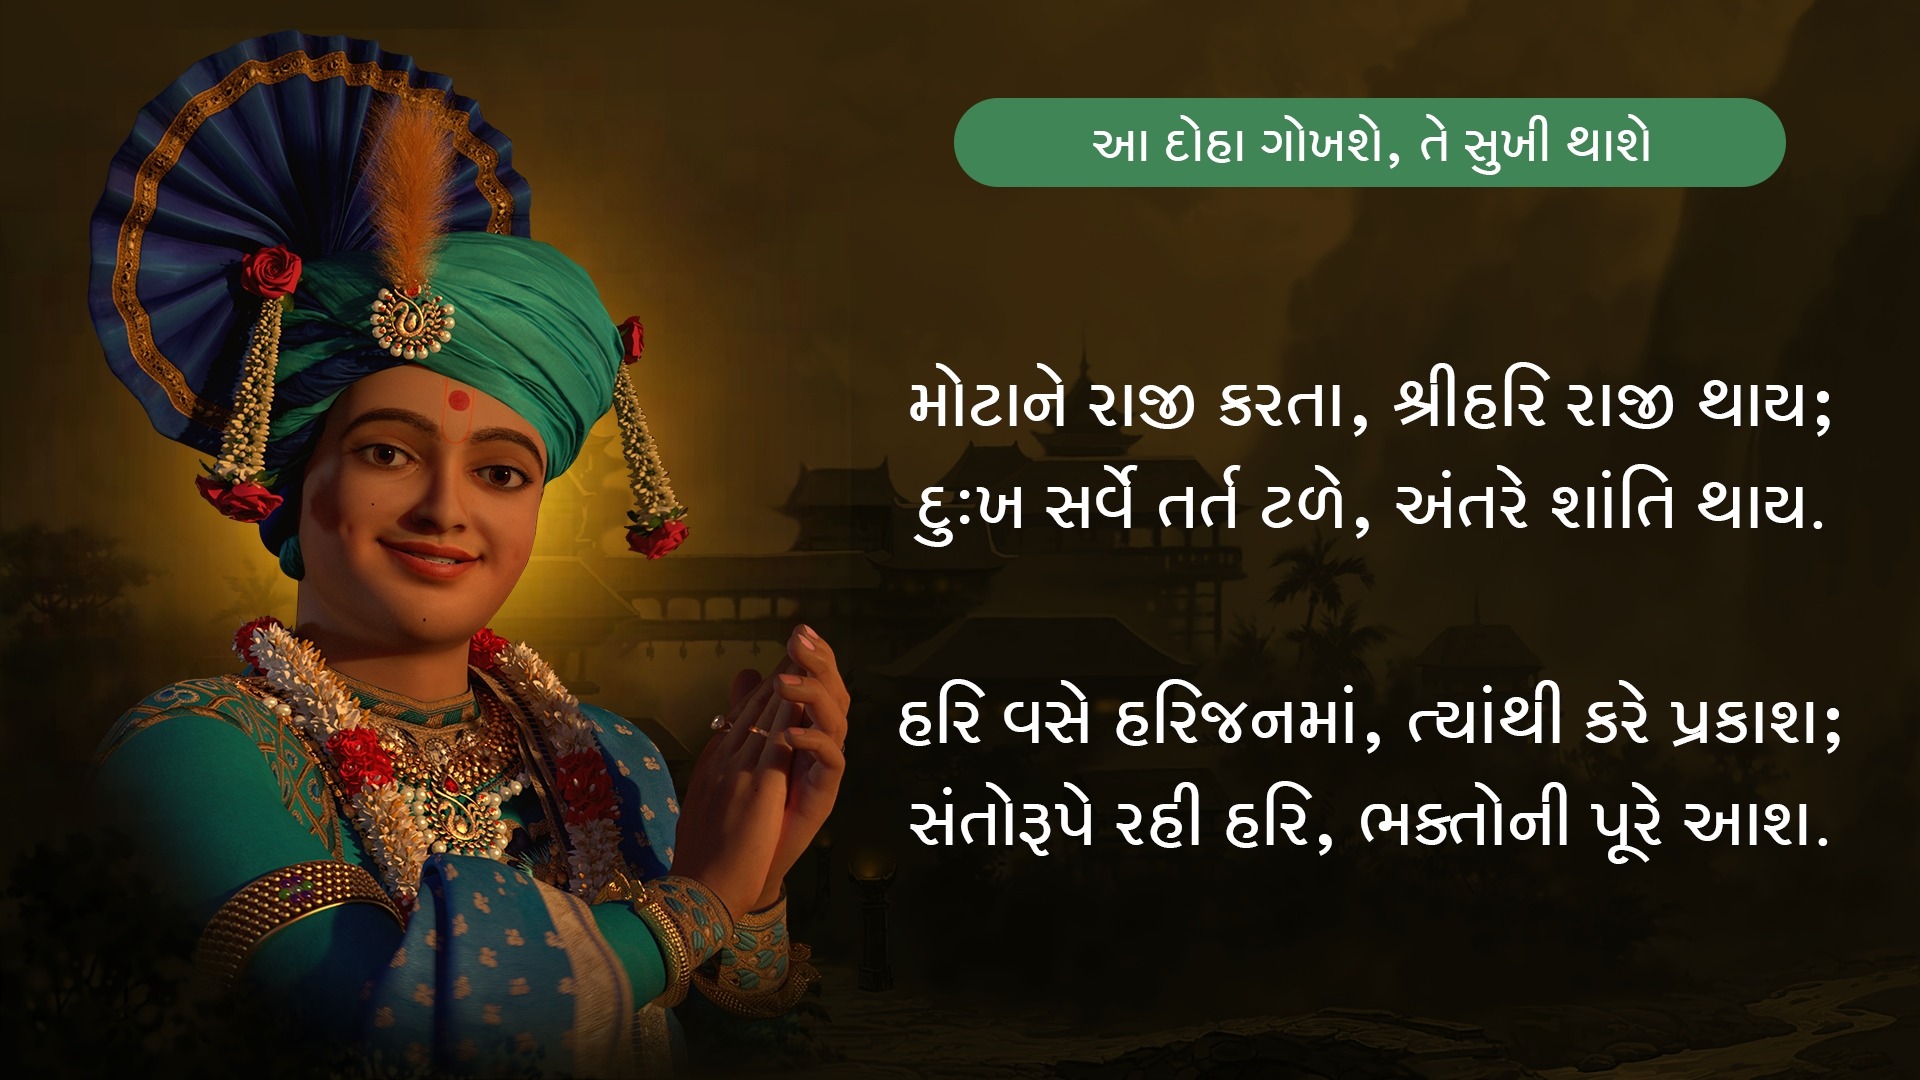 આ દોહા ગોખશે, તે સુખી થાશે
મોટાને રાજી કરતા, શ્રીહરિ રાજી થાય;
દુઃખ સર્વે તર્ત ટળે, અંતરે શાંતિ થાય.
હરિ વસે હરિજનમાં, ત્યાંથી કરે પ્રકાશ;
સંતોરૂપે રહી હરિ, ભક્તોની પૂરે આશ.